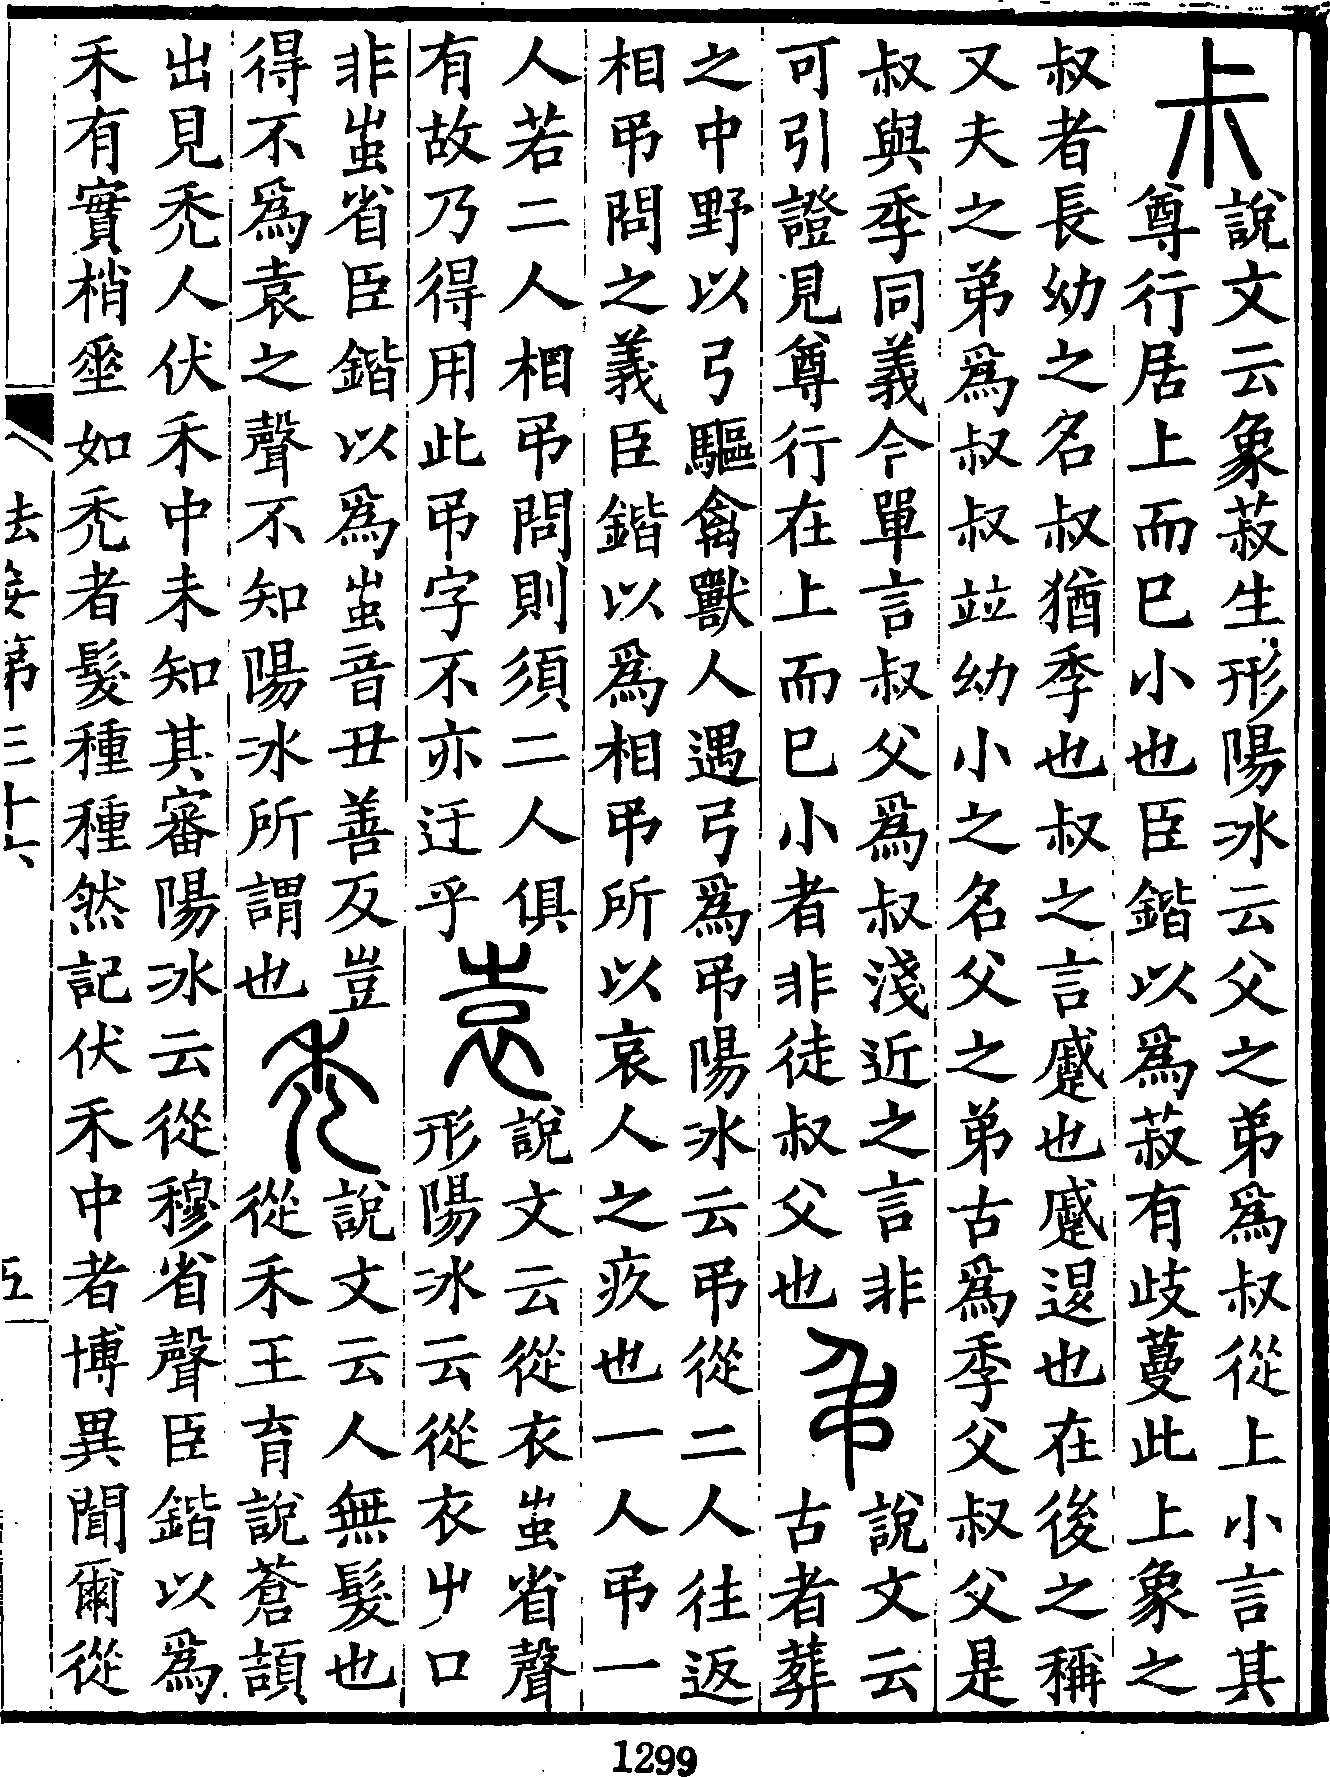 尗
說文云象菽生形陽冰云父之弟為叔從上小言其
尊行居上而已小也臣鍇以為菽有歧蔓此上象之
叔者長幼之名叔猶季也叔之言蹙也蹙退也在後之稱
又夫之弟為叔叔竝幼小之名父之弟古為季父叔父是
叔與季同義今單言叔父為叔淺近之言非
可引證見尊行在上而已小者非徒叔父也
弔
說文云
古者葬
之中野以弓驅禽獸人遇弓為弔陽冰云弔從二人往返
相弔問之義臣鍇以為相弔所以哀人之疚也一人弔一
人若二人相弔問則須二人俱
有故乃得用此弔字不亦迂乎
袁
說文云從衣蚩省聲
形陽冰云從衣屮口
非蚩省臣鍇以為蚩音丑善反豈
得不為袁之聲不知陽冰所謂也
禿
說文云人無髮也
從禾王育說蒼頡
出見禿人伏禾中未知其審陽冰云從穆省聲臣鍇以為
禾有實梢坙如禿者髮種種然記伏禾中者博異聞爾從
去妄第三十六
五
1299